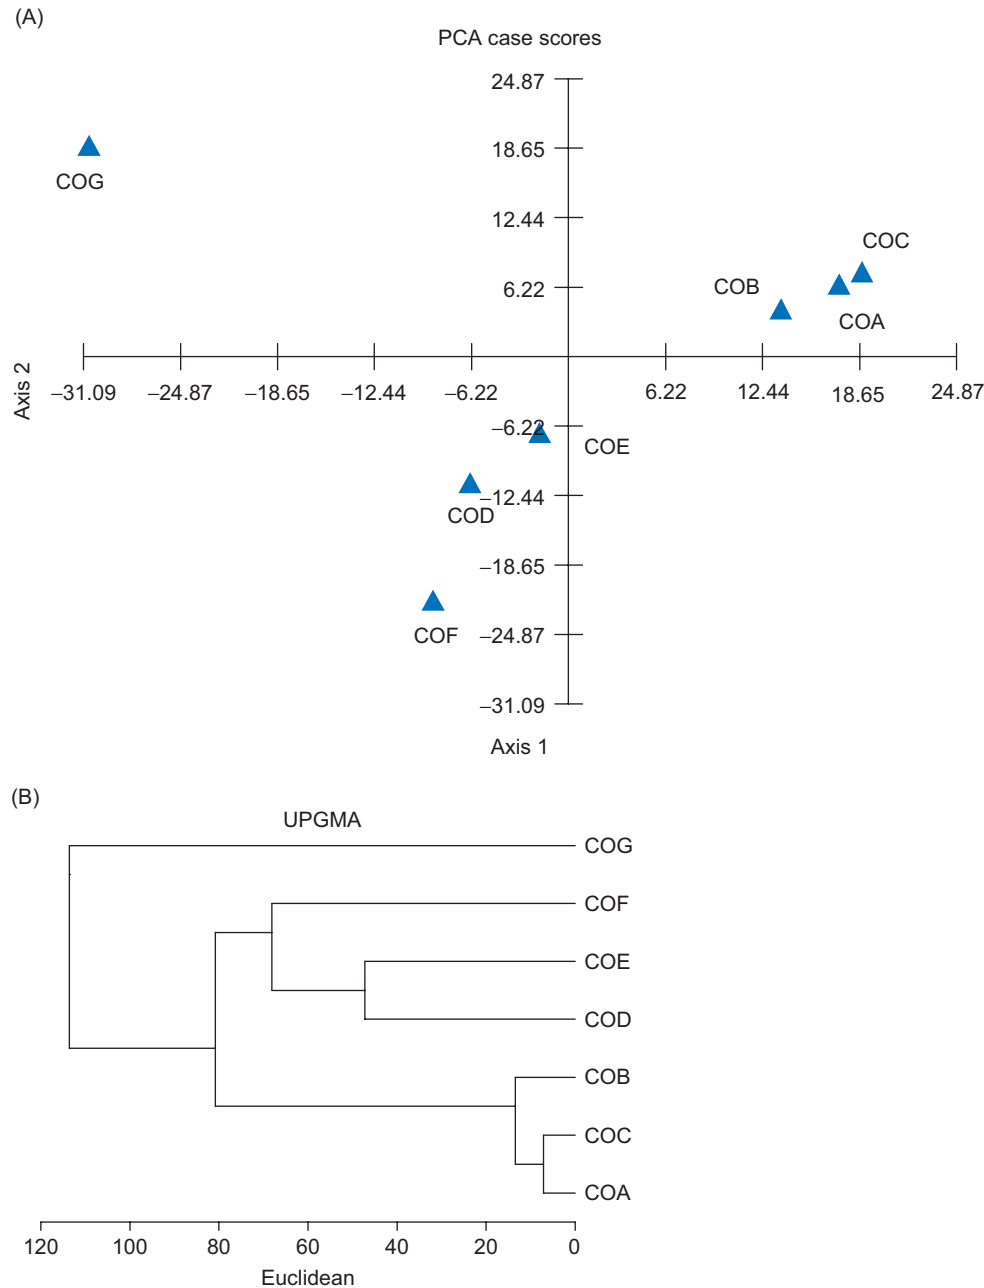 (A)
PCA case scores
24.87
18.65
COG
12.44
COC
COB
6.22
COA
Axis 2
−31.09 −24.87 −18.65 −12.44 −6.22 6.22 12.44 18.65 24.87
−6.22
COE
−12.44
COD
−18.65
COF
−24.87
−31.09
Axis 1
(B)
UPGMA
COG
COF
COE
COD
COB
COC
COA
120 100 80 60 40 20 0
Euclidean